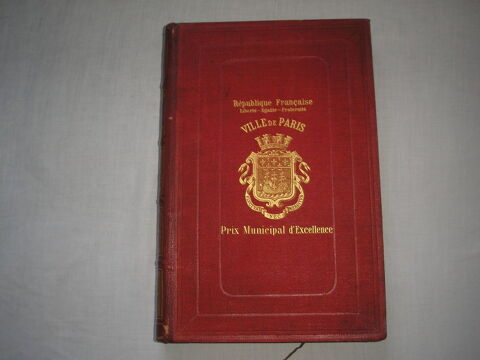 République Française
Liberté - Egalité - Fraternité
VILLE DE PARIS
Prix Municipal d'Excellence